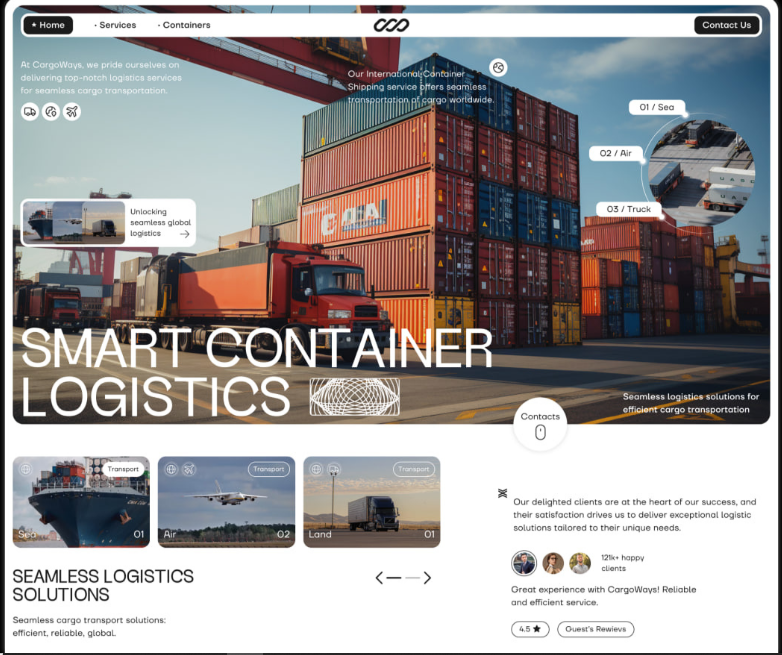 Home
Services
Containers
Contact Us
At CargoWays, we pride ourselves on
delivering top-notch logistics services
for seamless cargo transportation.
Our International Container
Shipping service offers seamless
transportation of cargo worldwide.
01 / Sea
02 / Air
03 / Truck
Unlocking
seamless global
logistics
SMART CONTAINER
LOGISTICS
Seamless logistics solutions for
efficient cargo transportation
Contacts
Transport
Sea 01
Transport
Air 02
Transport
Land 01
SEAMLESS LOGISTICS
SOLUTIONS
Seamless cargo transport solutions:
efficient, reliable, global.
Our delighted clients are at the heart of our success, and
their satisfaction drives us to deliver exceptional logistic
solutions tailored to their unique needs.
121k+ happy
clients
Great experience with CargoWays! Reliable
and efficient service.
4.5
Guest's Rewievs